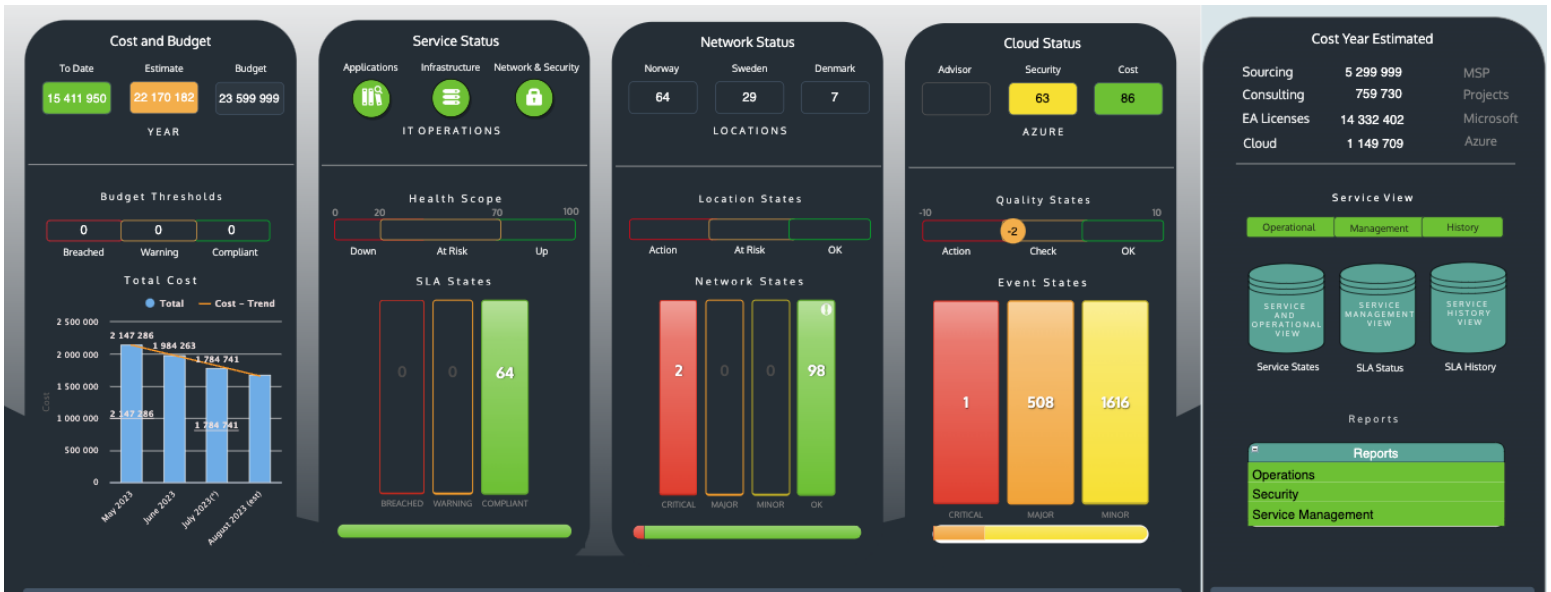 Cost and Budget
To Date Estimate Budget
15 411 950 22 170 182 23 599 999
YEAR
Budget Thresholds
0 0 0
Breached Warning Compliant
Total Cost
Total Cost – Trend
2 500 000
2 000 000
1 500 000
1 000 000
500 000
0
Cost
2 147 286
1 984 263
1 784 741
2 147 286
1 784 741
May 2023
June 2023
July 2023(*)
August 2023 (est)
Service Status
Applications Infrastructure Network & Security
IT OPERATIONS
Health Scope
0 20 70 100
Down At Risk Up
SLA States
0 0 64
BREACHED WARNING COMPLIANT
Network Status
Norway Sweden Denmark
64 29 7
LOCATIONS
Location States
Action At Risk OK
Network States
2 0 0 98
CRITICAL MAJOR MINOR OK
Cloud Status
Advisor Security Cost
63 86
AZURE
Quality States
-10 10
-2
Action Check OK
Event States
1 508 1616
CRITICAL MAJOR MINOR
Cost Year Estimated
Sourcing 5 299 999 MSP
Consulting 759 730 Projects
EA Licenses 14 332 402 Microsoft
Cloud 1 149 709 Azure
Service View
Operational Management History
SERVICE
AND
OPERATIONAL
VIEW
Service States
SERVICE
MANAGEMENT
VIEW
SLA Status
SERVICE
HISTORY
VIEW
SLA History
Reports
Reports
Operations
Security
Service Management